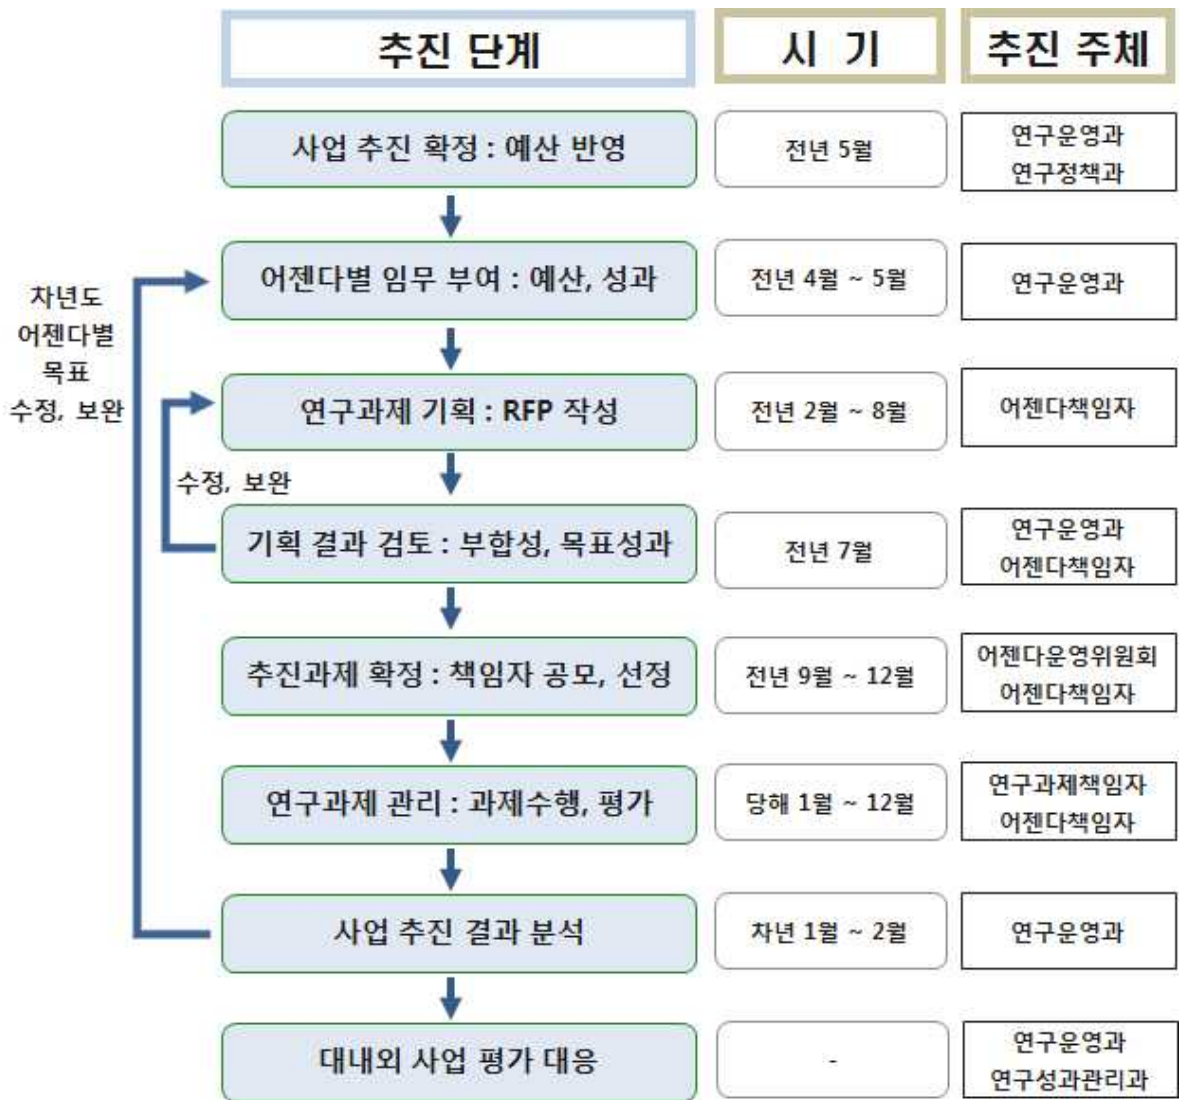 추진 단계
시 기
추진 주체
사업 추진 확정 : 예산 반영
전년 5월
연구운영과
연구정책과
어젠다별 임무 부여 : 예산, 성과
전년 4월 ~ 5월
연구운영과
차년도
어젠다별
목표
수정, 보완
연구과제 기획 : RFP 작성
전년 2월 ~ 8월
어젠다책임자
수정, 보완
기획 결과 검토 : 부합성, 목표성과
전년 7월
연구운영과
어젠다책임자
추진과제 확정 : 책임자 공모, 선정
전년 9월 ~ 12월
어젠다운영위원회
어젠다책임자
연구과제 관리 : 과제수행, 평가
당해 1월 ~ 12월
연구과제책임자
어젠다책임자
사업 추진 결과 분석
차년 1월 ~ 2월
연구운영과
대내외 사업 평가 대응
-
연구운영과
연구성과관리과